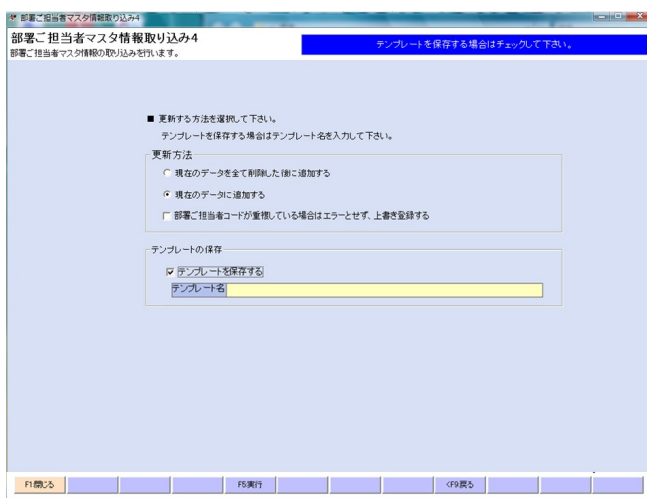 部署ご担当者マスタ情報取り込み4
部署ご担当者マスタ情報取り込み4
部署ご担当者マスタ情報の取り込みを行います。
テンプレートを保存する場合はチェックして下さい。
■ 更新する方法を選択して下さい。
テンプレートを保存する場合はテンプレート名を入力して下さい。
更新方法
現在のデータを全て削除した後に追加する
現在のデータに追加する
部署ご担当者コードが重複している場合はエラーとせず、上書き登録する
テンプレートの保存
テンプレートを保存する
テンプレート名
F1閉じる
F5実行
<F9戻る